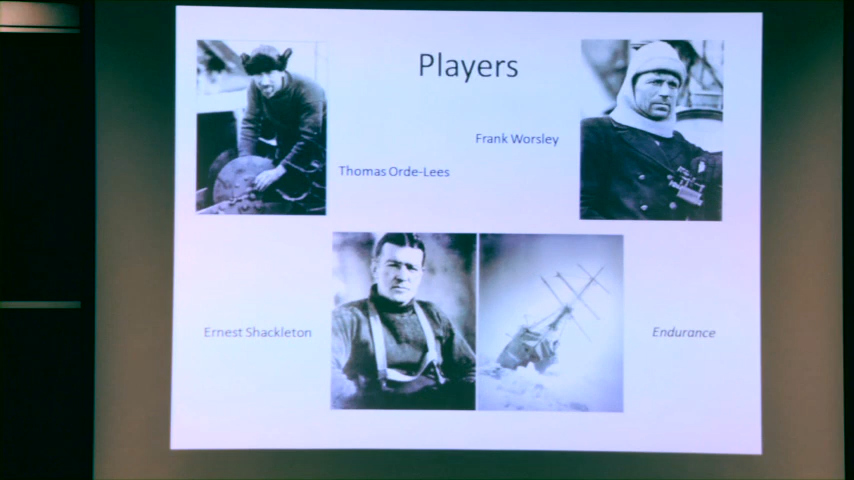 Players
Frank Worsley
Thomas Orde-Lees
Ernest Shackleton
Endurance